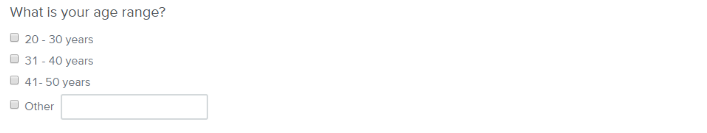 What is your age range?
20 - 30 years
31 - 40 years
41- 50 years
Other